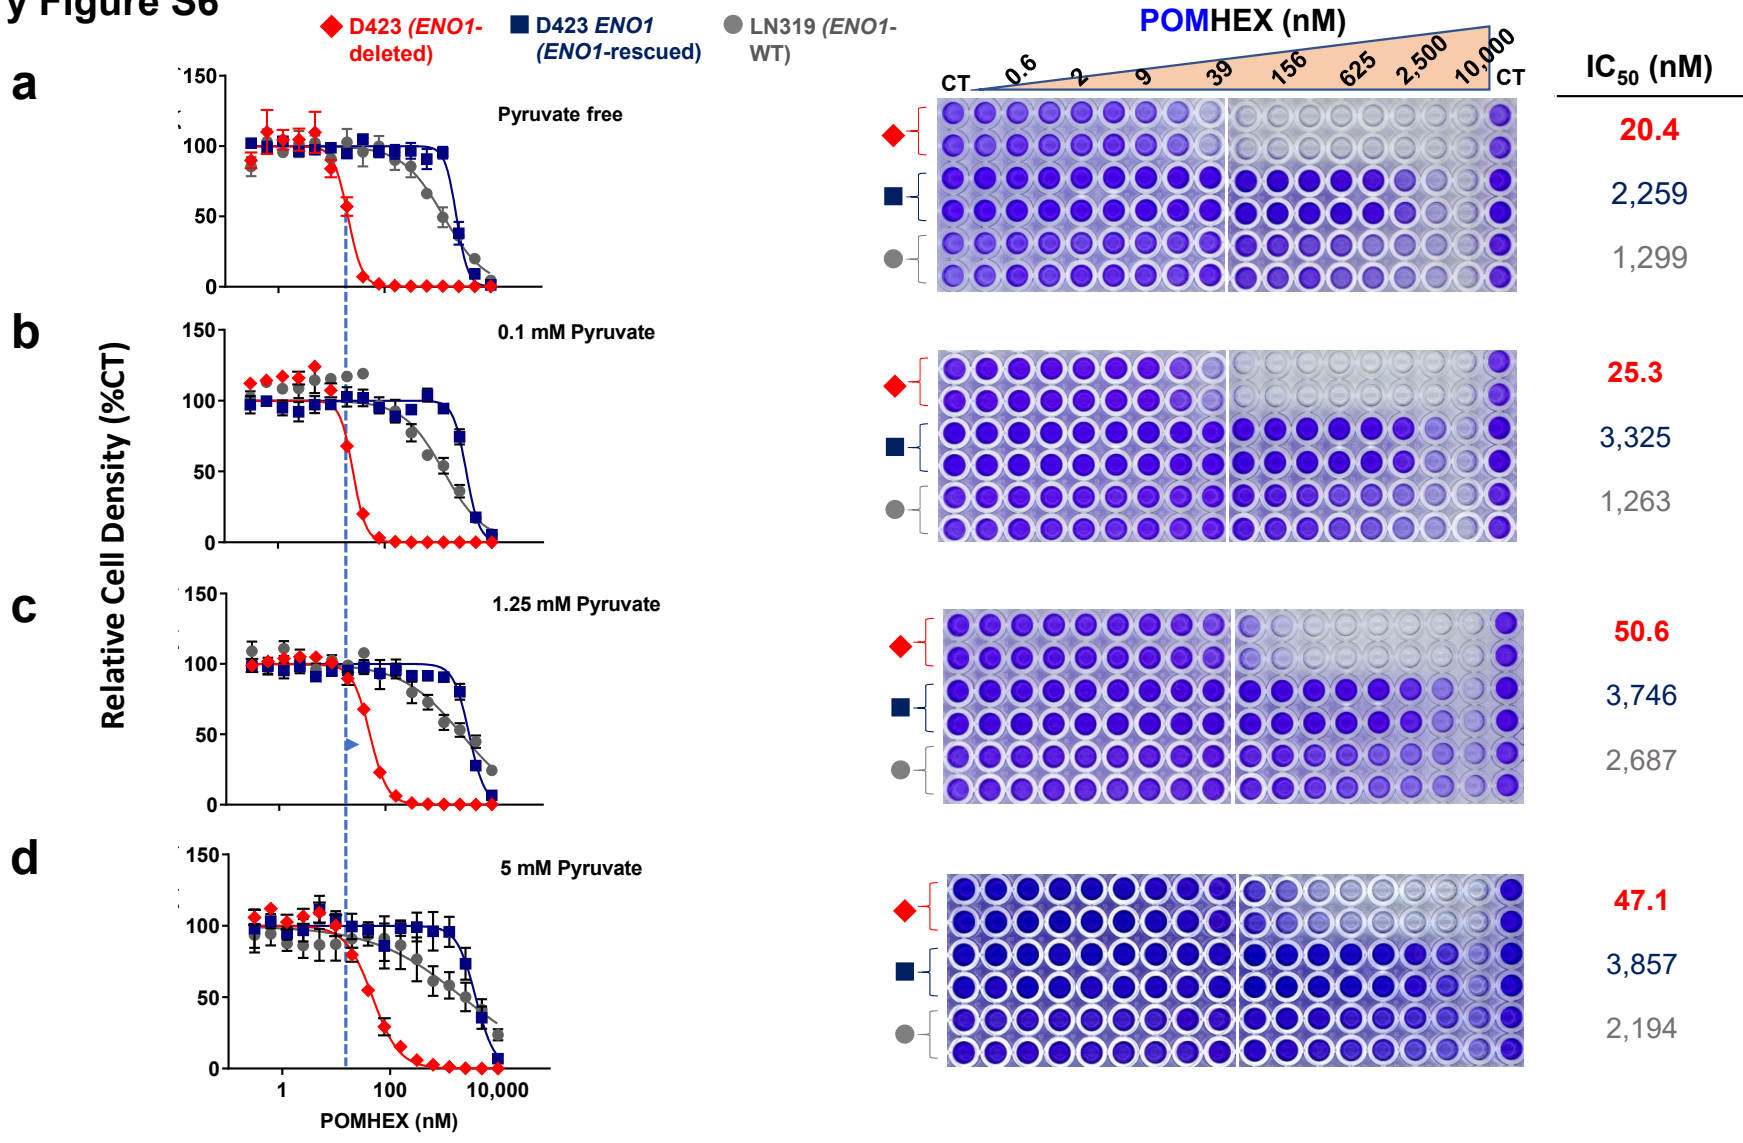 y Figure S6
D423 (ENO1-
deleted)
D423 ENO1
(ENO1-rescued)
LN319 (ENO1-
WT)
POMHEX (nM)
CT 0.6 2 9 39 156 625 2,500 10,000 CT
IC50 (nM)
a
150
100
50
0
Pyruvate free
20.4
2,259
1,299
b
150
100
50
0
0.1 mM Pyruvate
25.3
3,325
1,263
Relative Cell Density (%CT)
c
150
100
50
0
1.25 mM Pyruvate
50.6
3,746
2,687
d
150
100
50
0
5 mM Pyruvate
47.1
3,857
2,194
1 100 10,000
POMHEX (nM)